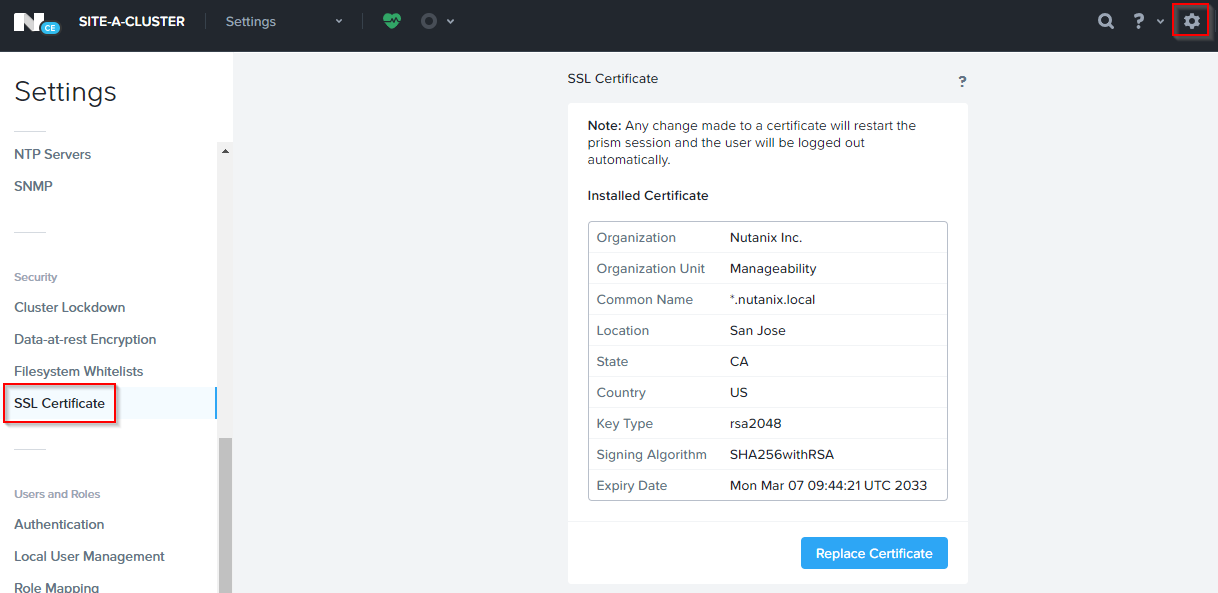 N CE SITE-A-CLUSTER Settings ?
Settings
NTP Servers
SNMP
Security
Cluster Lockdown
Data-at-rest Encryption
Filesystem Whitelists
SSL Certificate
Users and Roles
Authentication
Local User Management
Role Mapping
SSL Certificate ?
Note: Any change made to a certificate will restart the
prism session and the user will be logged out
automatically.
Installed Certificate
Organization Nutanix Inc.
Organization Unit Manageability
Common Name *.nutanix.local
Location San Jose
State CA
Country US
Key Type rsa2048
Signing Algorithm SHA256withRSA
Expiry Date Mon Mar 07 09:44:21 UTC 2033
Replace Certificate